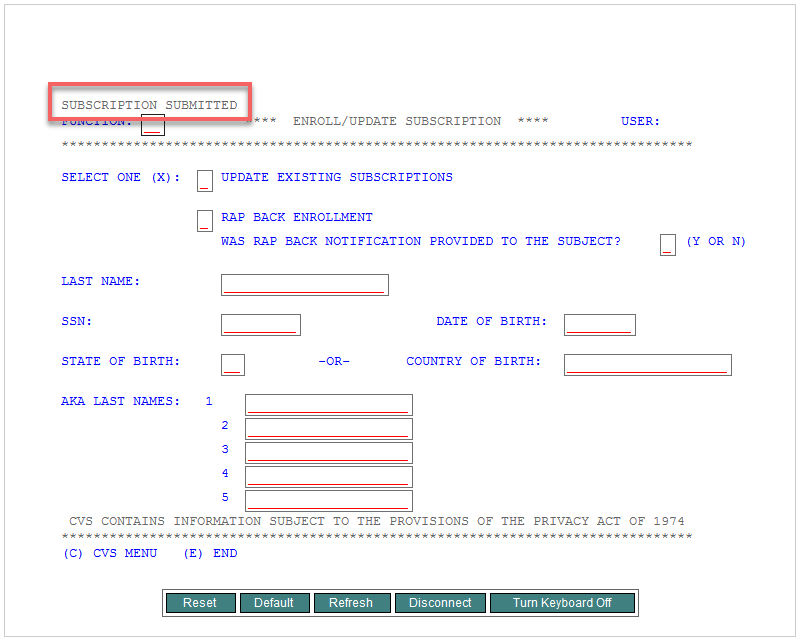 SUBSCRIPTION SUBMITTED
FUNCTION: **** ENROLL/UPDATE SUBSCRIPTION **** USER:
*******************************************************************************
SELECT ONE (X): _ UPDATE EXISTING SUBSCRIPTIONS
_ RAP BACK ENROLLMENT
WAS RAP BACK NOTIFICATION PROVIDED TO THE SUBJECT? _ (Y OR N)
LAST NAME:
SSN: DATE OF BIRTH:
STATE OF BIRTH: -OR- COUNTRY OF BIRTH:
AKA LAST NAMES: 1
2
3
4
5
CVS CONTAINS INFORMATION SUBJECT TO THE PROVISIONS OF THE PRIVACY ACT OF 1974
*******************************************************************************
(C) CVS MENU (E) END
Reset Default Refresh Disconnect Turn Keyboard Off